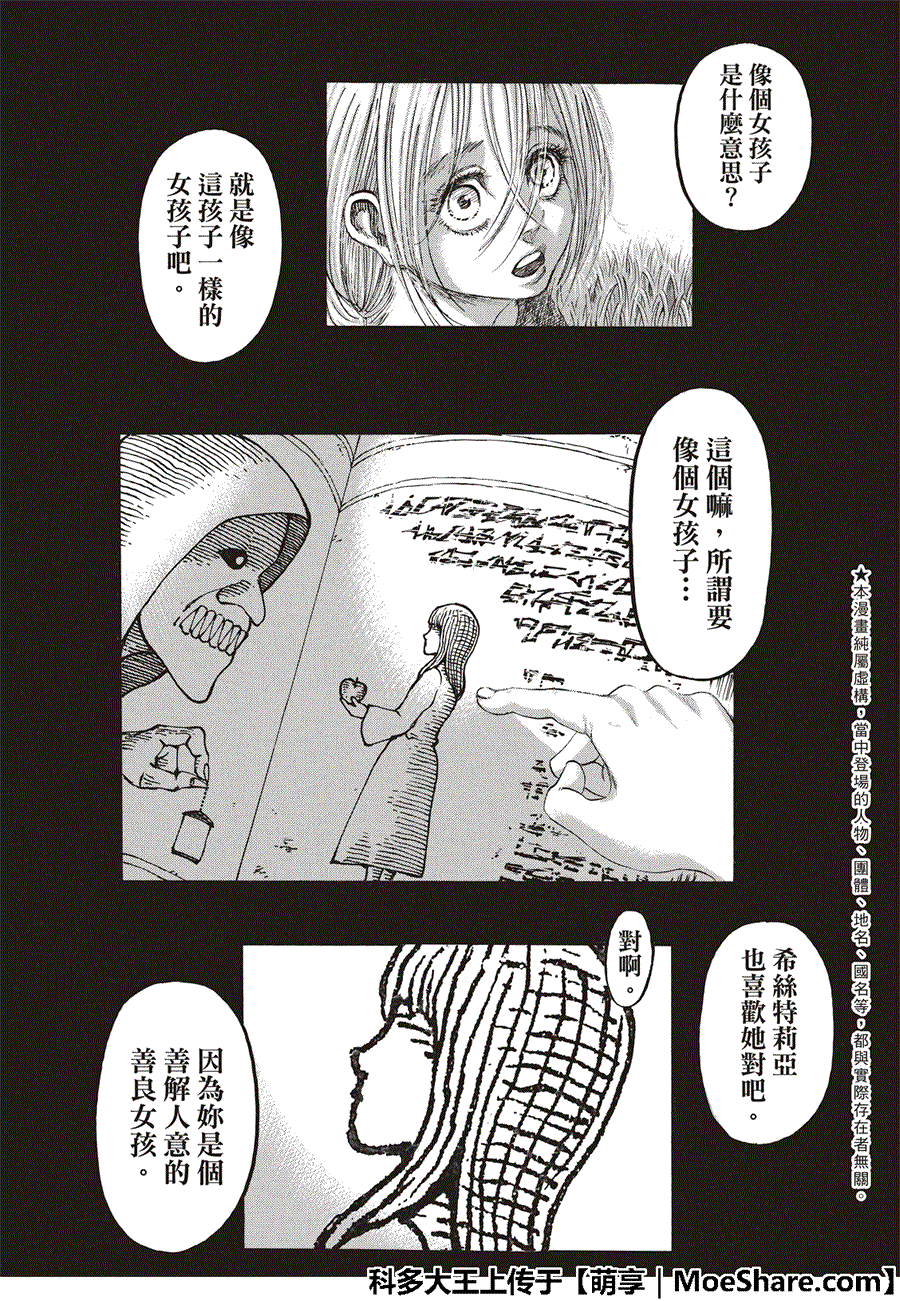 像個女孩子
是什麼意思？
就是像
這孩子一樣的
女孩子吧。
這個嘛，所謂要
像個女孩子…
希絲特莉亞
也喜歡她對吧。
對啊。
因為妳是個
善解人意的
善良女孩。
★本漫畫純屬虛構，當中登場的人物、團體、地名、國名等，都與實際存在者無關。
科多大王上传于【萌享｜MoeShare.com】